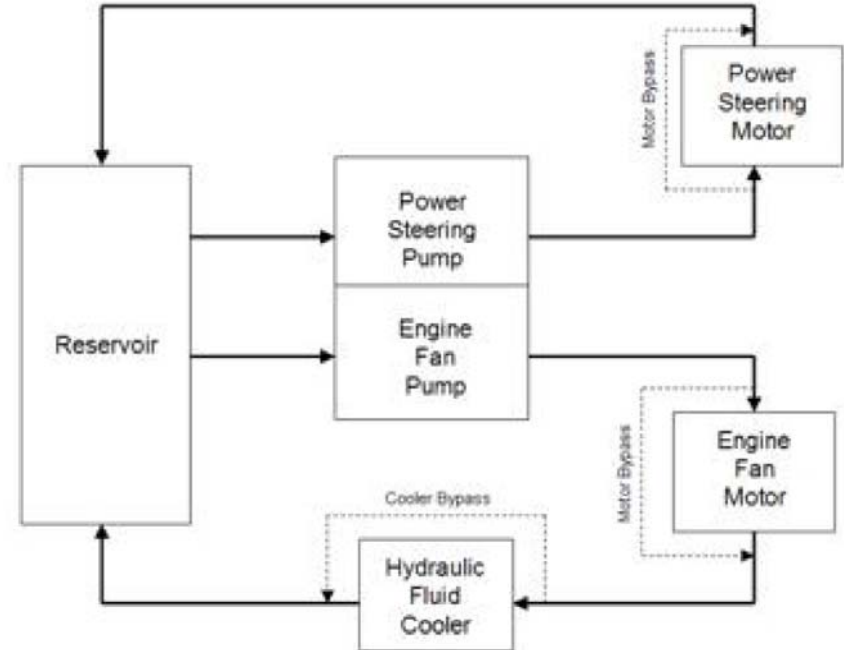 Motor Bypass
Power
Steering
Motor
Power
Steering
Pump
Reservoir
Engine
Fan
Pump
Motor Bypass
Engine
Fan
Motor
Cooler Bypass
Hydraulic
Fluid
Cooler